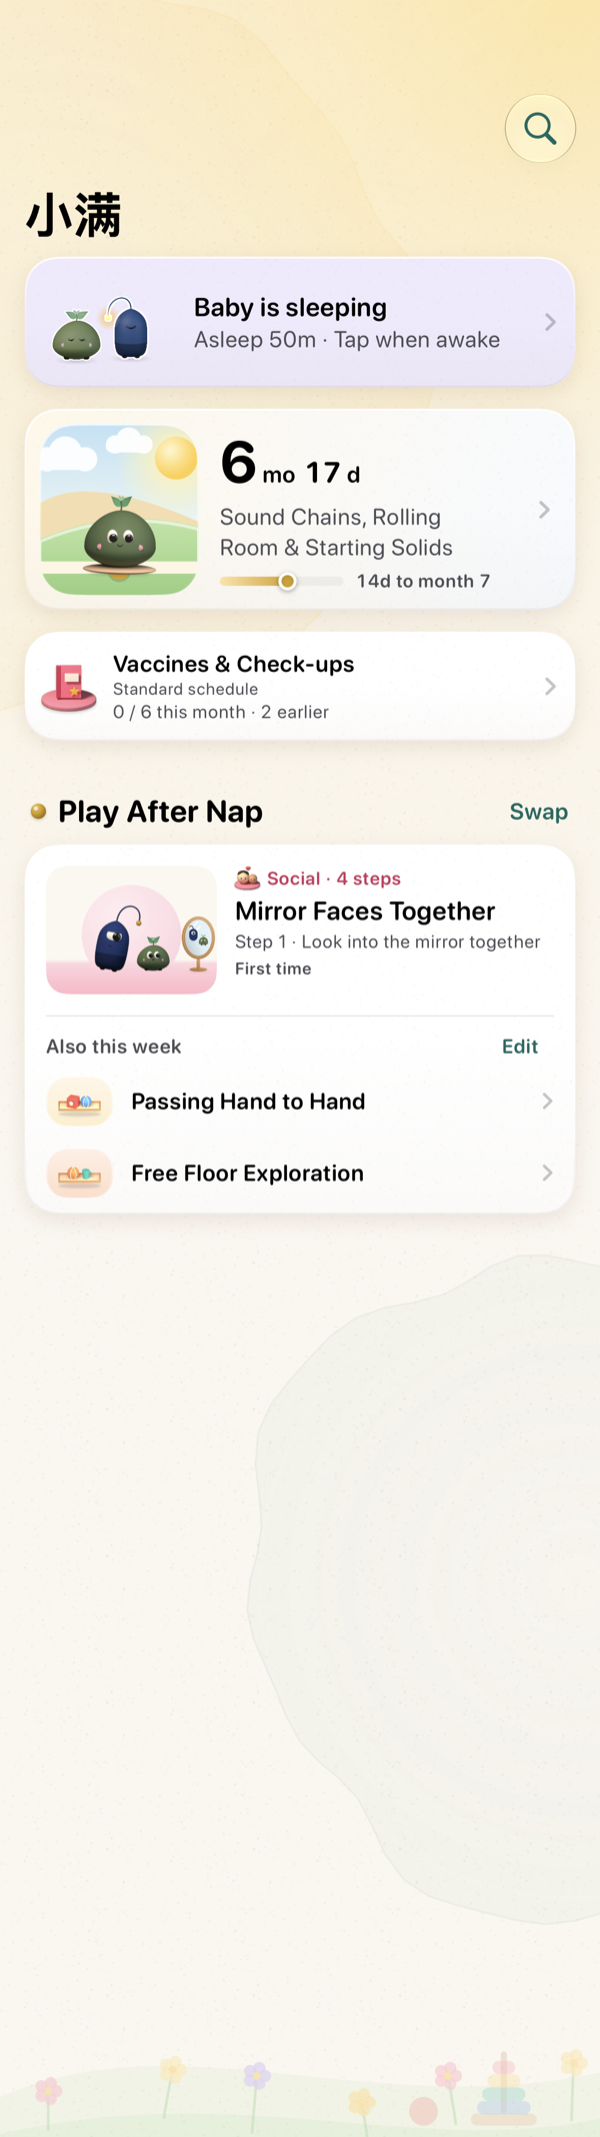 小满
Baby is sleeping
Asleep 50m · Tap when awake
6 mo 17 d
Sound Chains, Rolling
Room & Starting Solids
14d to month 7
Vaccines & Check-ups
Standard schedule
0 / 6 this month · 2 earlier
Play After Nap
Swap
Social · 4 steps
Mirror Faces Together
Step 1 · Look into the mirror together
First time
Also this week
Edit
Passing Hand to Hand
Free Floor Exploration